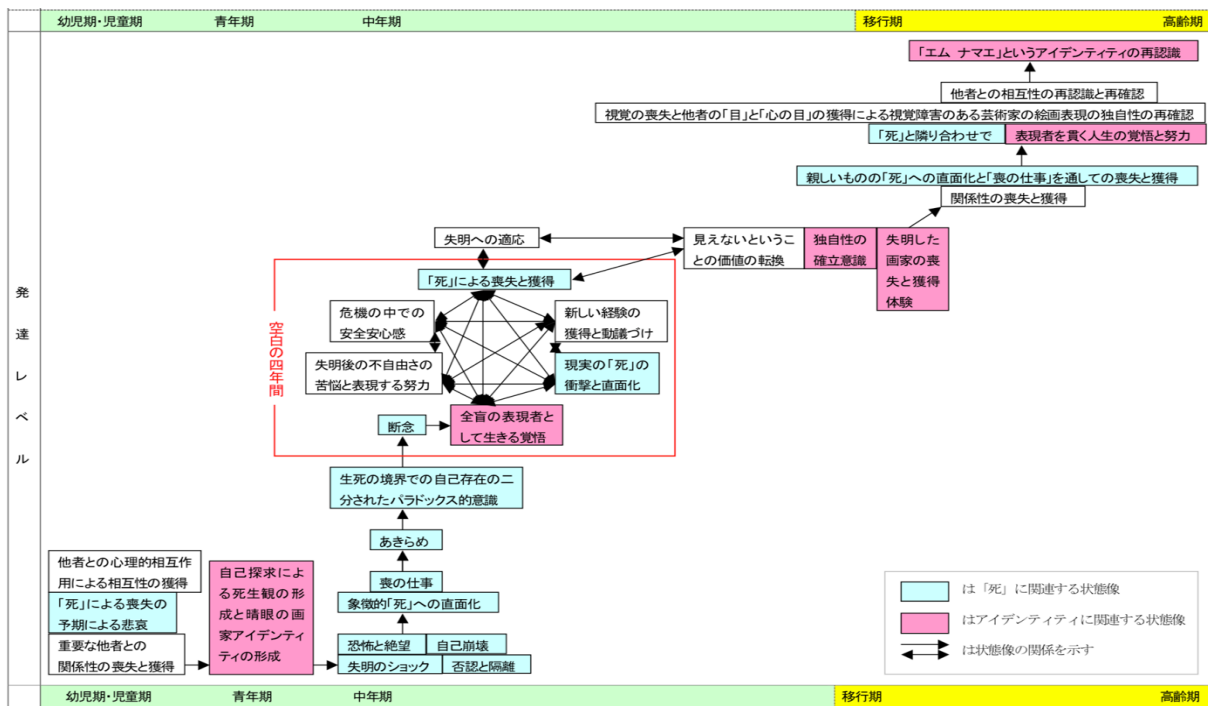 幼児期・児童期
青年期
中年期
移行期
高齢期
「エム ナマエ」というアイデンティティの再認識
他者との相互性の再認識と再確認
視覚の喪失と他者の「目」と「心の目」の獲得による視覚障害のある芸術家の絵画表現の独自性の再確認
「死」と隣り合わせで
表現者を貫く人生の覚悟と努力
親しいものの「死」への直面化と「喪の仕事」を通しての喪失と獲得
関係性の喪失と獲得
失明への適応
見えないというこ
との価値の転換
独自性の
確立意識
失明した
画家の喪
失と獲得
体験
「死」による喪失と獲得
危機の中での
安全安心感
新しい経験の
獲得と動議づけ
失明後の不自由さの
苦悩と表現する努力
現実の「死」の
衝撃と直面化
空白の四年間
全盲の表現者と
して生きる覚悟
断念
発達レベル
生死の境界での自己存在の二
分されたパラドックス的意識
あきらめ
喪の仕事
象徴的「死」への直面化
恐怖と絶望
自己崩壊
失明のショック
否認と隔離
他者との心理的相互作
用による相互性の獲得
「死」による喪失の
予期による悲哀
重要な他者との
関係性の喪失と獲得
自己探求によ
る死生観の形
成と晴眼の画
家アイデンティ
ティの形成
は「死」に関連する状態像
はアイデンティティに関連する状態像
は状態像の関係を示す
幼児期・児童期
青年期
中年期
移行期
高齢期